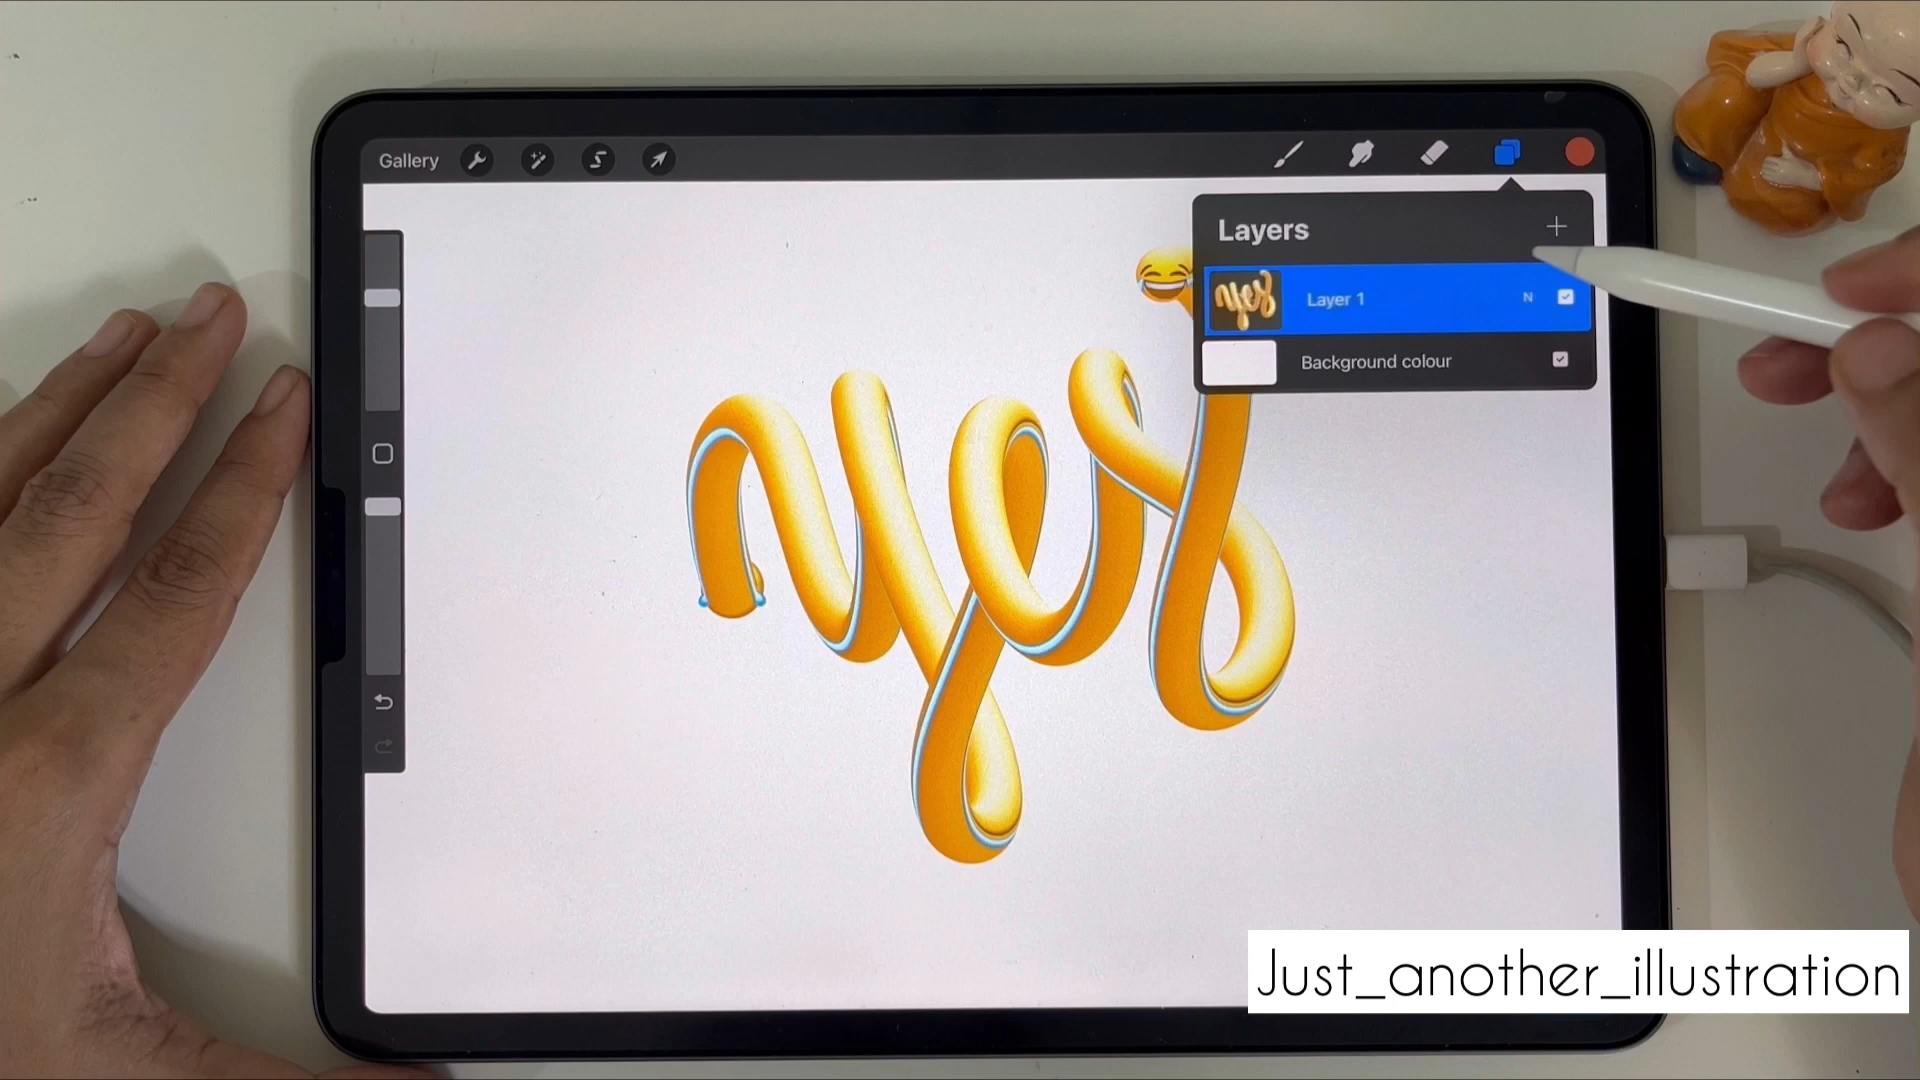 Gallery
Layers
Layer 1 N
Background colour
yes
Just_another_illustration